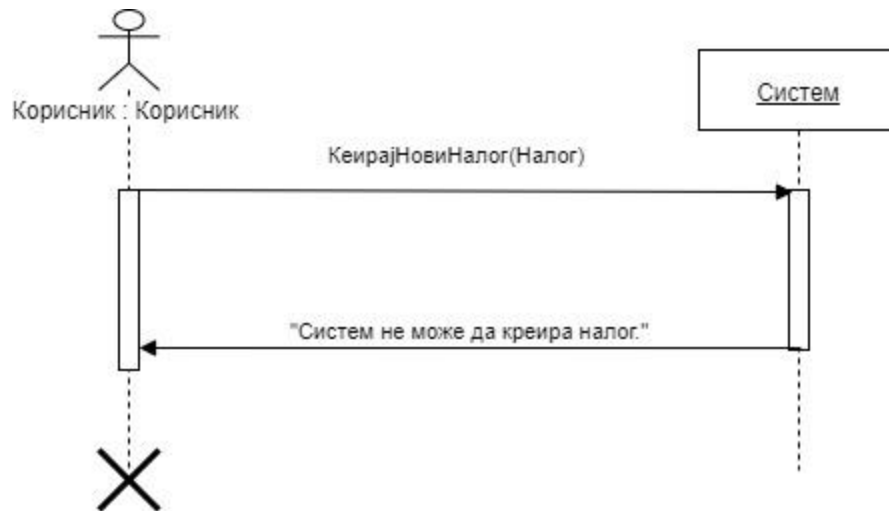 Корисник : Корисник
Систем
КеирајНовиНалог(Налог)
"Систем не може да креира налог."